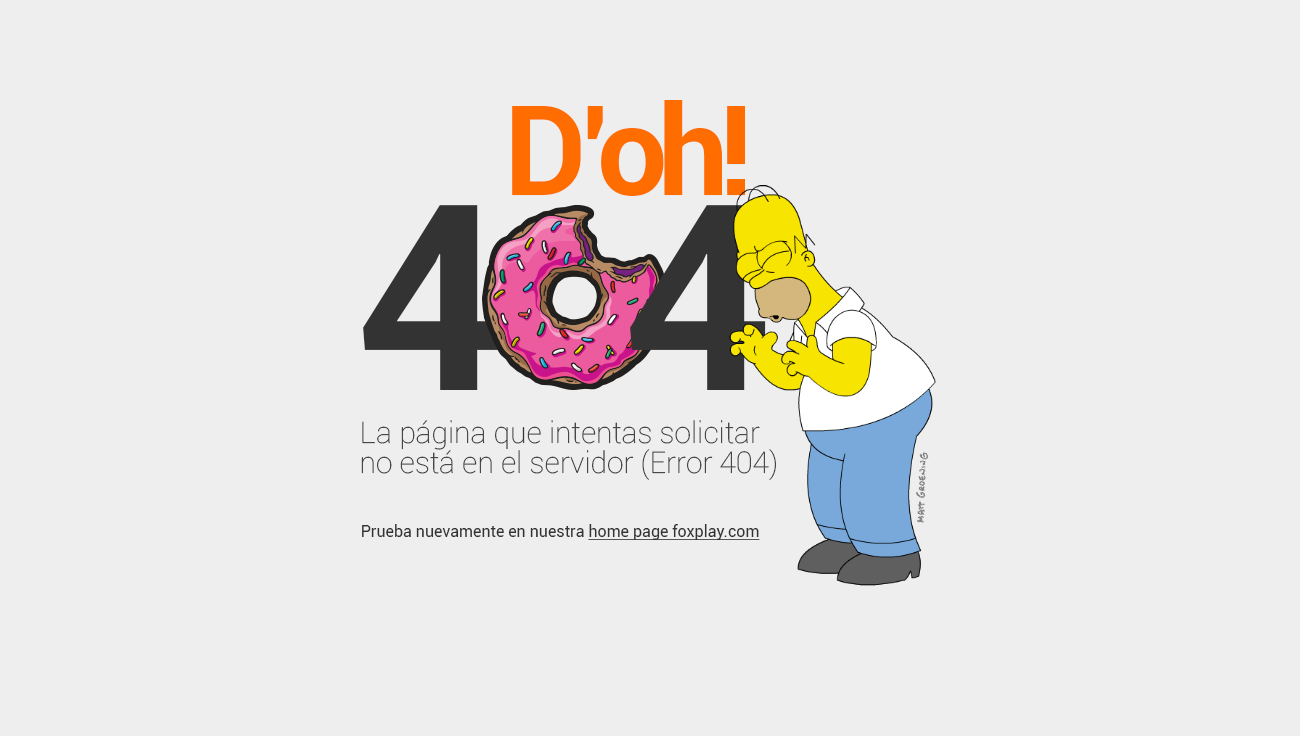 D'oh!
404
La página que intentas solicitar
no está en el servidor (Error 404)
MATT GROENING
Prueba nuevamente en nuestra home page foxplay.com